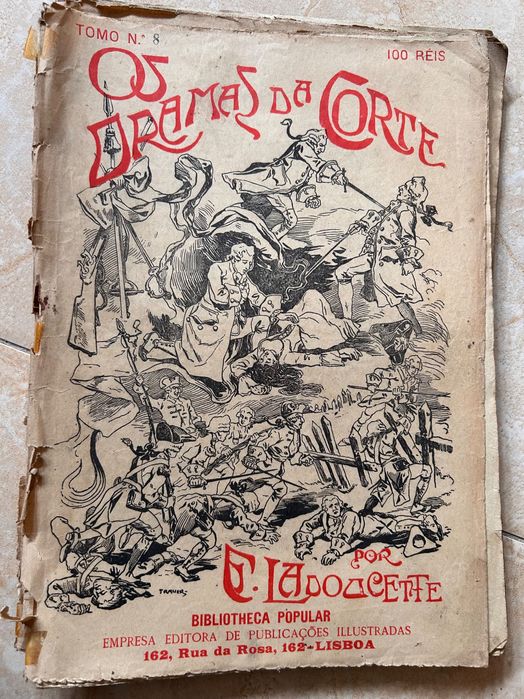 TOMO N.º 8
100 RÉIS
OS
DRAMAS DA CORTE
POR
E. LADOUCETTE
BIBLIOTHECA POPULAR
EMPRESA EDITORA DE PUBLICAÇÕES ILLUSTRADAS
162, Rua da Rosa, 162-LISBOA